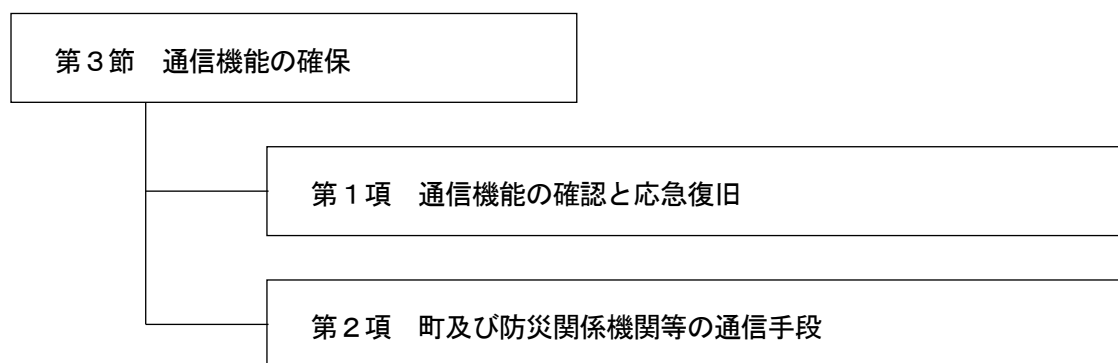 第３節　通信機能の確保
第１項　通信機能の確認と応急復旧
第２項　町及び防災関係機関等の通信手段